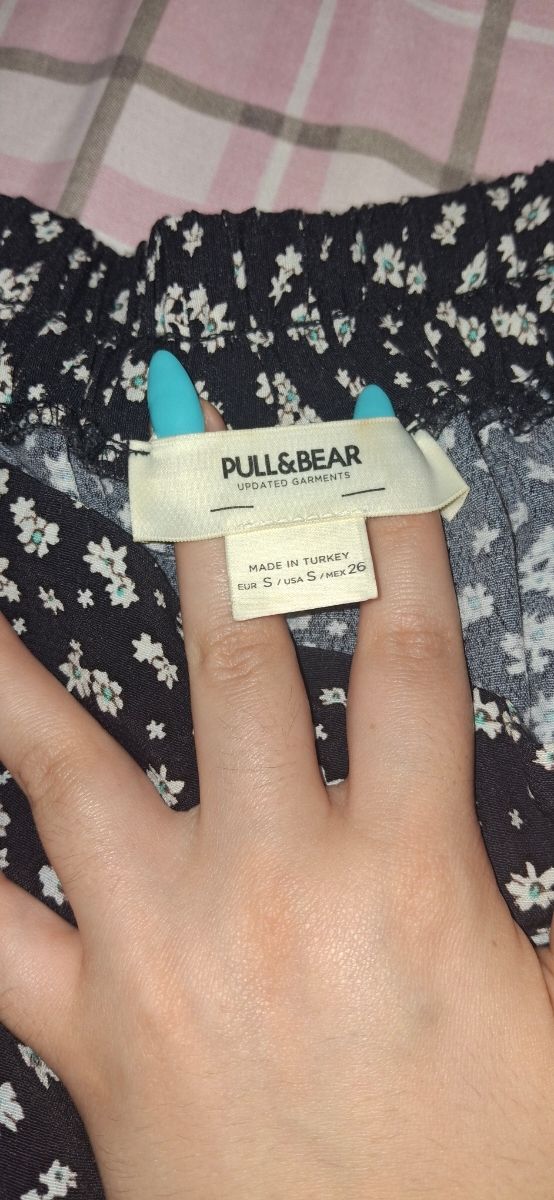 PULL&BEAR
UPDATED GARMENTS
MADE IN TURKEY
EUR S / USA S / MEX 26